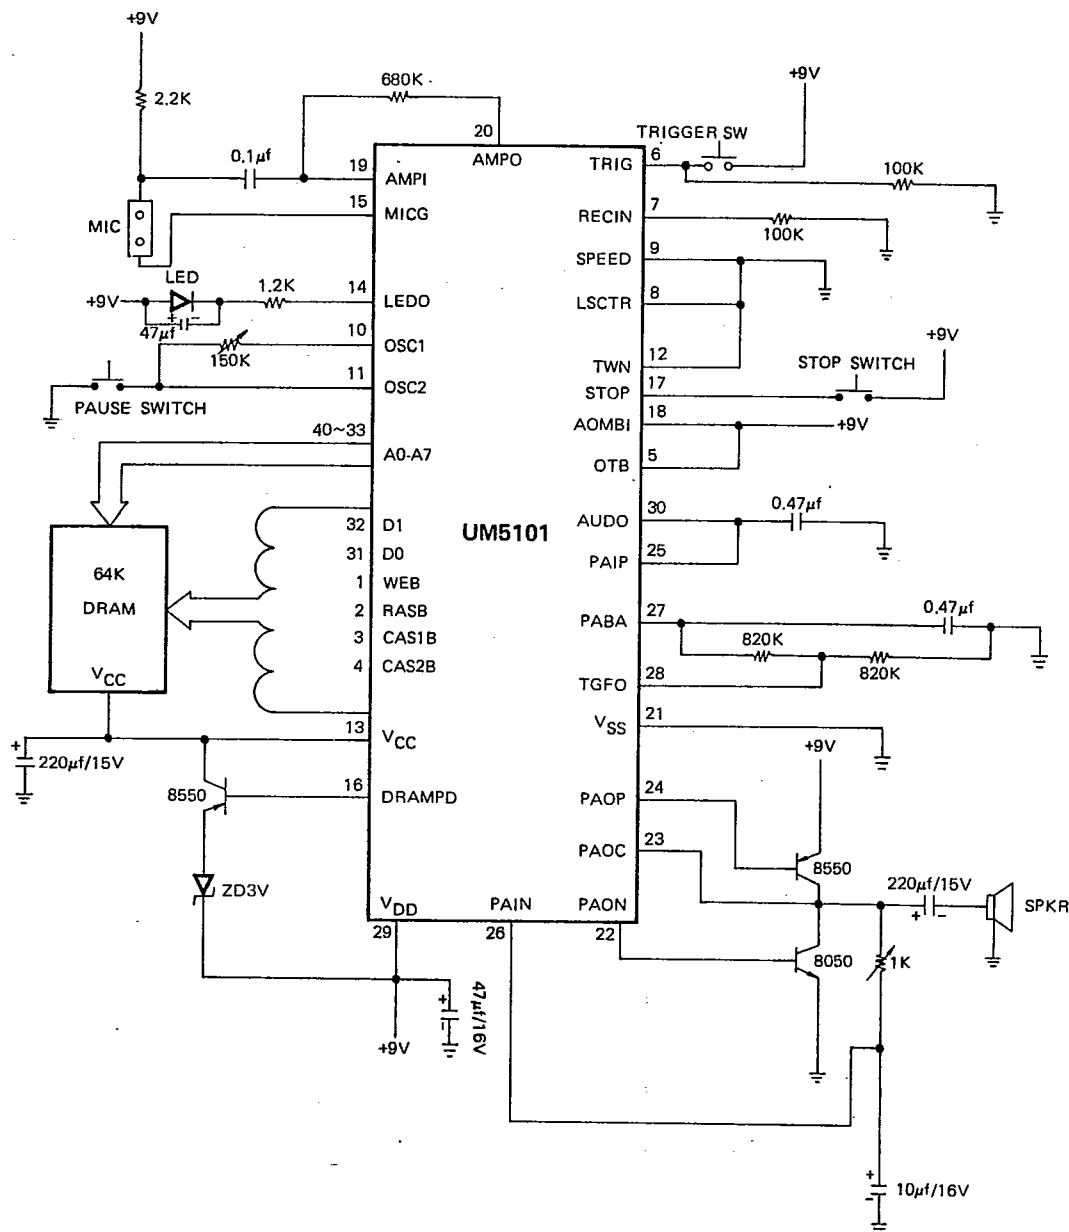 +9V
2.2K
680K
0.1µf
20
AMPO
19
AMPI
15
MICG
MIC
LED
+9V
1.2K
14
LEDO
+ −
47µf
10
OSC1
150K
11
OSC2
PAUSE SWITCH
40~33
A0-A7
64K
DRAM
VCC
32
D1
31
D0
1
WEB
2
RASB
3
CAS1B
4
CAS2B
UM5101
13
VCC
+
220µf/15V
8550
16
DRAMPD
ZD3V
VDD
29
+
−
47µf/16V
+9V
PAIN
26
PAON
22
TRIGGER SW
+9V
6
TRIG
100K
7
RECIN
100K
9
SPEED
8
LSCTR
12
TWN
+9V
STOP SWITCH
17
STOP
18
AOMBI
+9V
5
OTB
30
AUDO
0.47µf
25
PAIP
27
PABA
0.47µf
820K
820K
28
TGFO
21
VSS
+9V
24
PAOP
23
PAOC
8550
220µf/15V
+ −
SPKR
8050
1K
+
−
10µf/16V